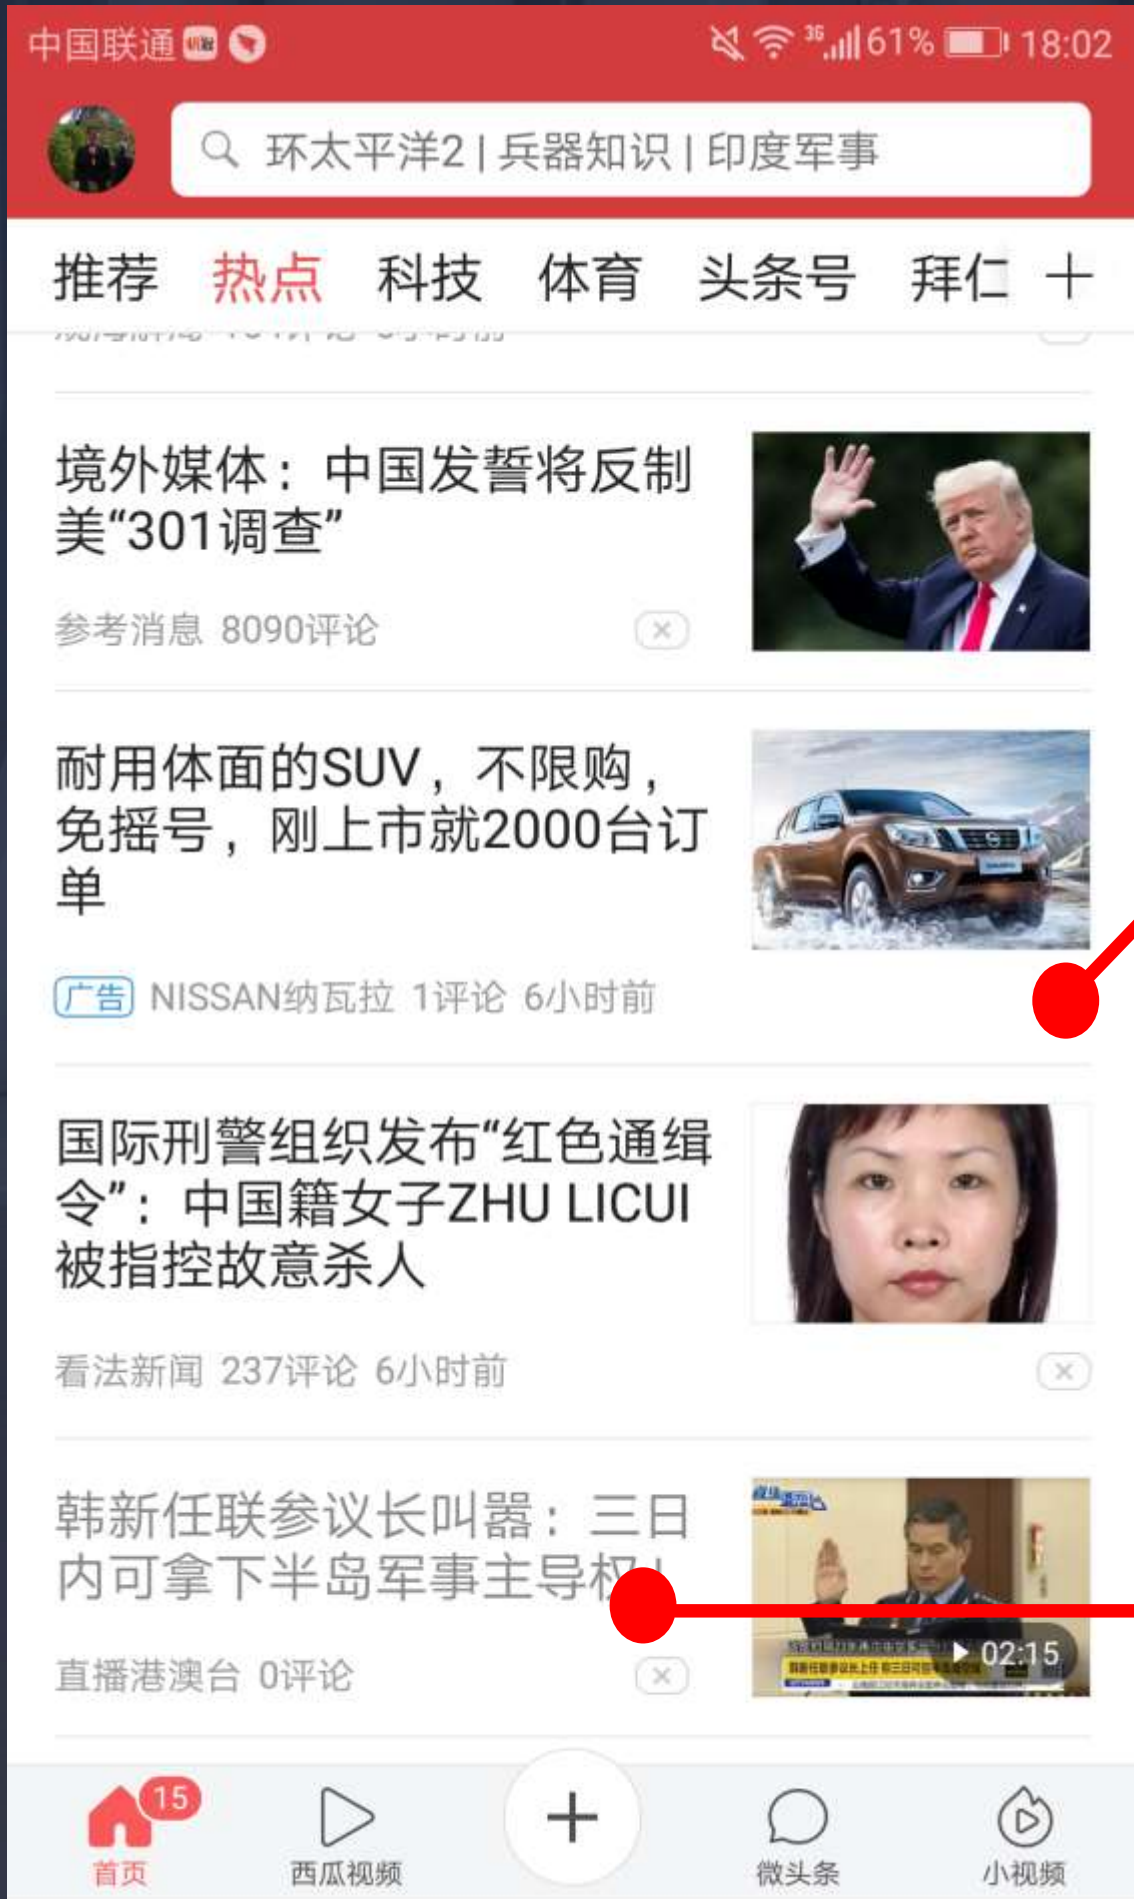 中国联通
3G 61% 18:02
环太平洋2 | 兵器知识 | 印度军事
推荐 热点 科技 体育 头条号 拜仁
境外媒体：中国发誓将反制
美“301调查”
参考消息 8090评论
耐用体面的SUV，不限购，
免摇号，刚上市就2000台订
单
广告 NISSAN纳瓦拉 1评论 6小时前
国际刑警组织发布“红色通缉
令”：中国籍女子ZHU LICUI
被指控故意杀人
看法新闻 237评论 6小时前
韩新任联参议长叫嚣：三日
内可拿下半岛军事主导权！
直播港澳台 0评论
02:15
15
首页 西瓜视频 微头条 小视频